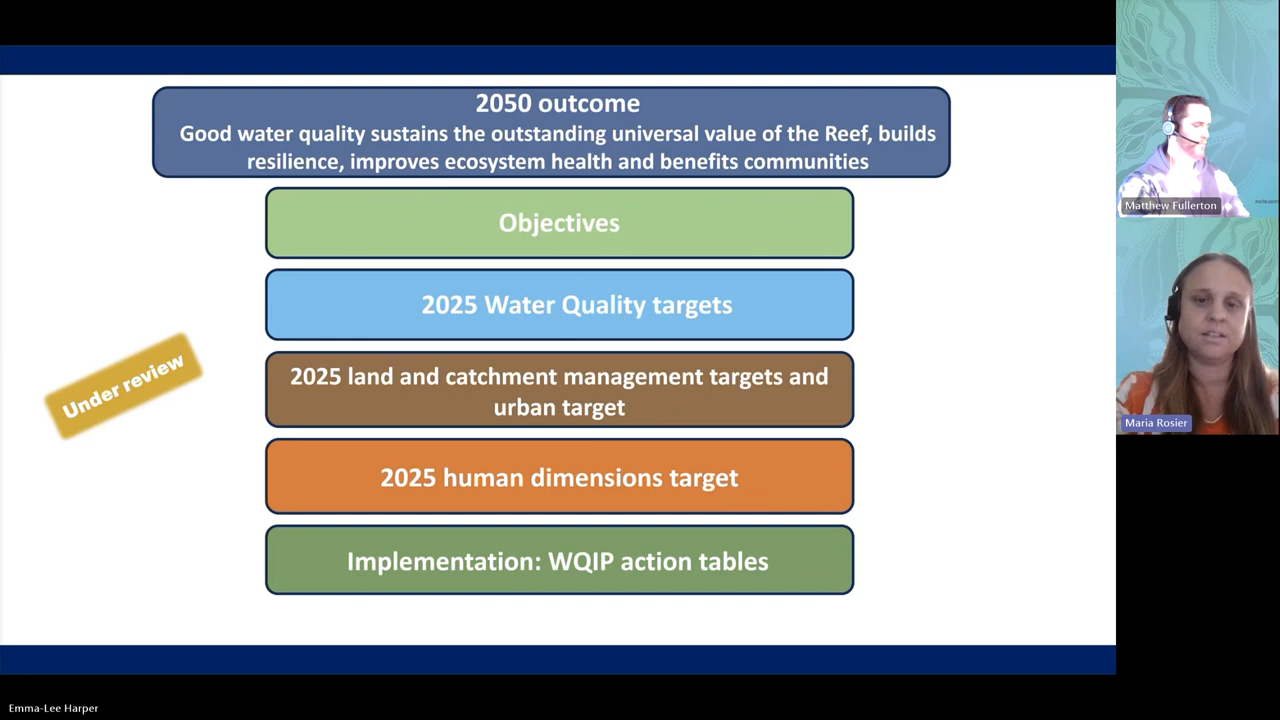 2050 outcome
Good water quality sustains the outstanding universal value of the Reef, builds
resilience, improves ecosystem health and benefits communities
Objectives
2025 Water Quality targets
Under review
2025 land and catchment management targets and
urban target
2025 human dimensions target
Implementation: WQIP action tables
Matthew Fullerton
Maria Rosier
Emma-Lee Harper